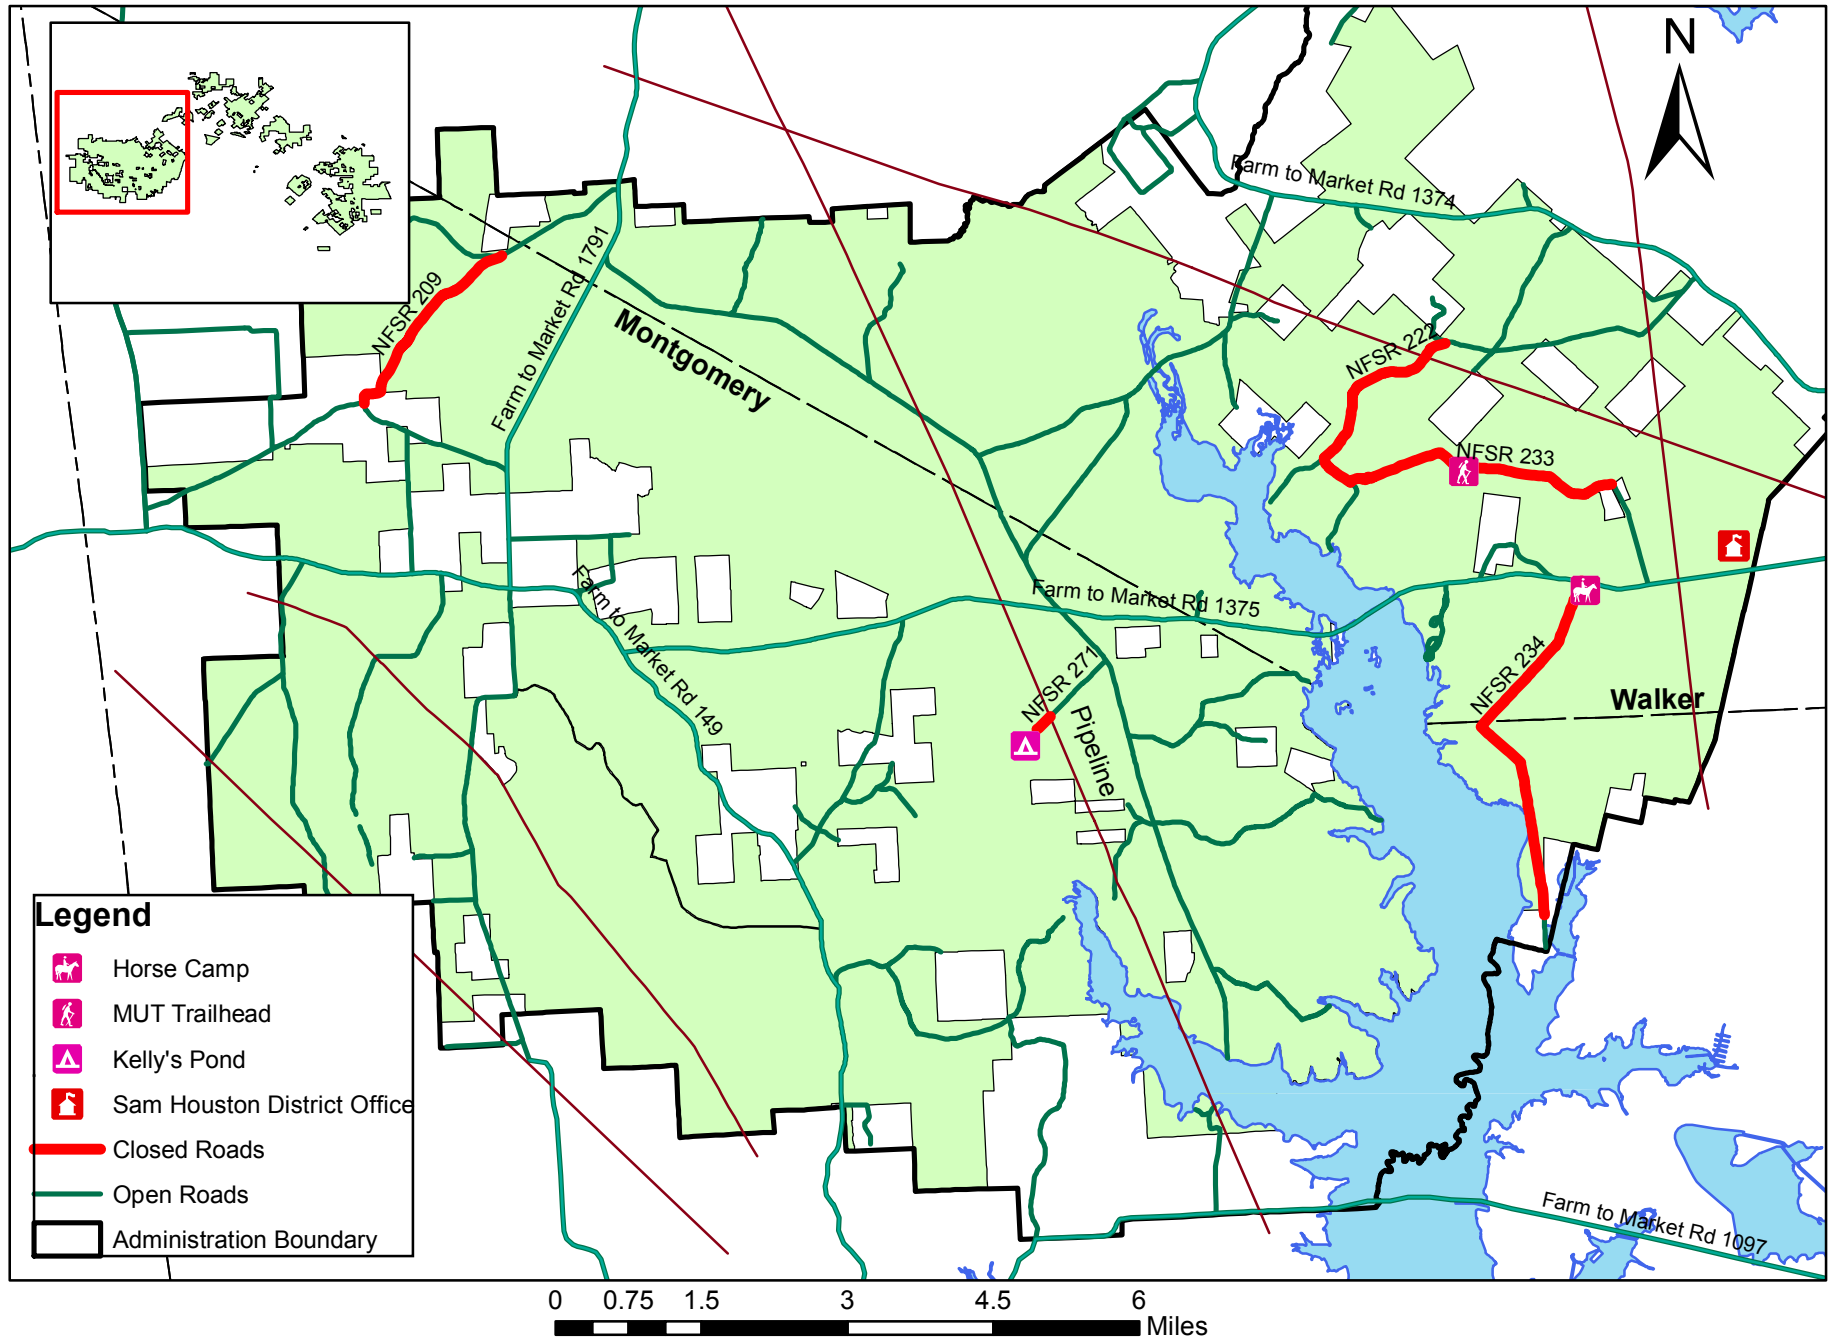 N
Farm to Market Rd 1374
Farm to Market Rd 1791
NFSR 209
Montgomery
NFSR 222
NFSR 233
Farm to Market Rd 1375
Farm to Market Rd 149
NFSR 271
Pipeline
NFSR 234
Walker
Legend
Horse Camp
MUT Trailhead
Kelly's Pond
Sam Houston District Office
Closed Roads
Open Roads
Administration Boundary
Farm to Market Rd 1097
0 0.75 1.5 3 4.5 6
Miles